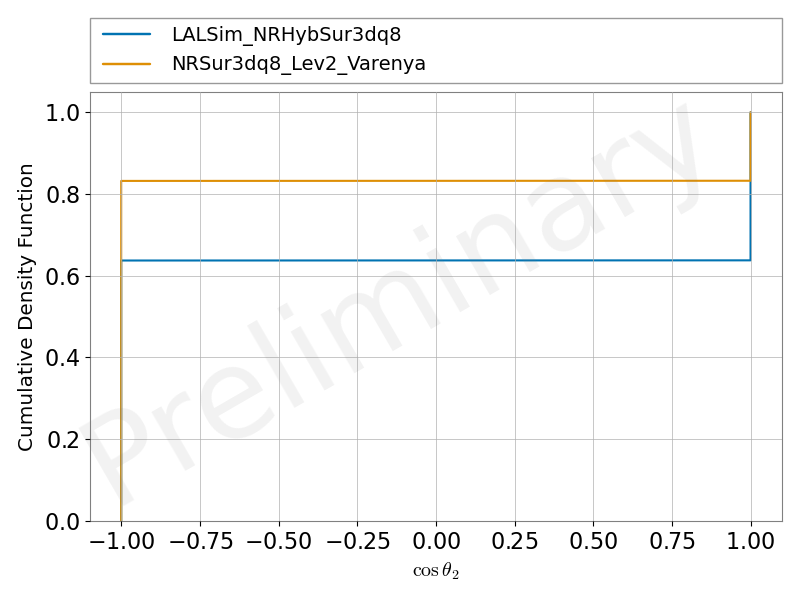 LALSim_NRHybSur3dq8
NRSur3dq8_Lev2_Varenya
Preliminary
Cumulative Density Function
1.0
0.8
0.6
0.4
0.2
0.0
−1.00 −0.75 −0.50 −0.25 0.00 0.25 0.50 0.75 1.00
cos θ₂